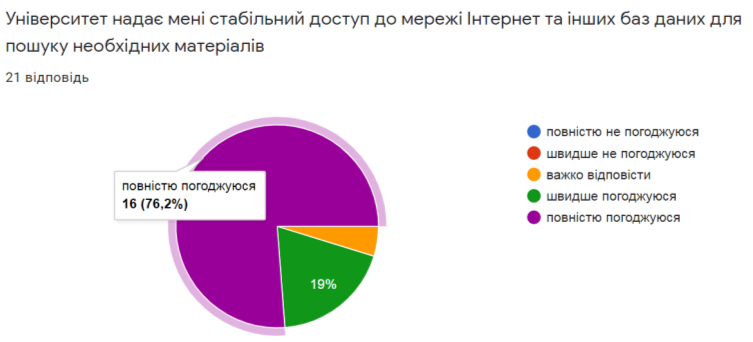 Університет надає мені стабільний доступ до мережі Інтернет та інших баз даних для
пошуку необхідних матеріалів
21 відповідь
повністю погоджуюся
16 (76,2%)
19%
повністю не погоджуюся
швидше не погоджуюся
важко відповісти
швидше погоджуюся
повністю погоджуюся